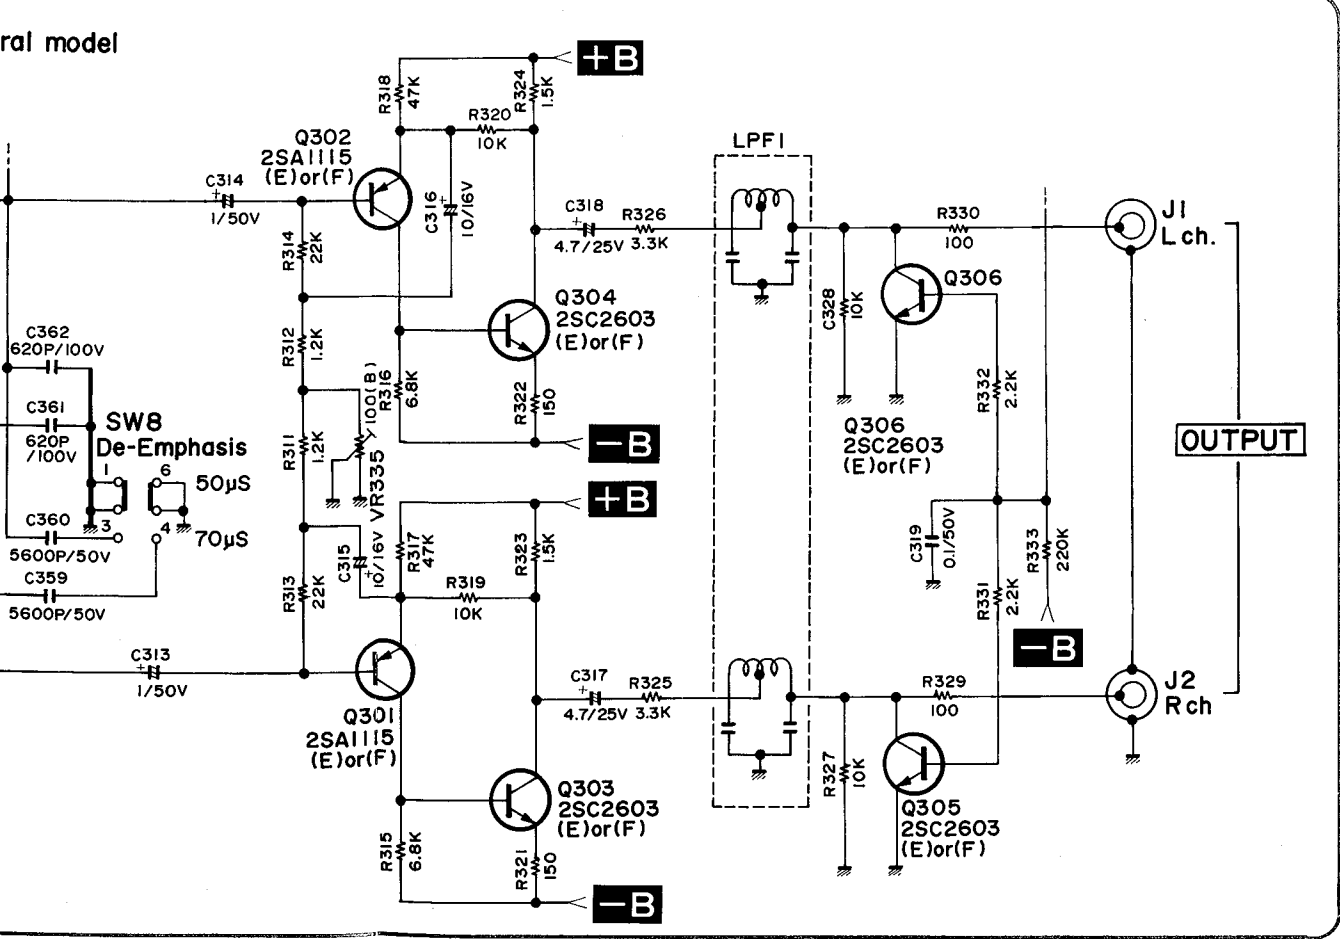 ral model
+B
R318
47K
R324
1.5K
R320
10K
Q302
2SA1115
(E)or(F)
C314
+
1/50V
C316
+
10/16V
R314
22K
C318
+
4.7/25V
R326
3.3K
LPF1
R330
100
J1
Lch.
Q306
C328
10K
Q304
2SC2603
(E)or(F)
R312
1.2K
C362
620P/100V
C361
620P
/100V
SW8
De-Emphasis
1
6
50µS
3
4
70µS
C360
5600P/50V
C359
5600P/50V
R311
1.2K
100(B)
VR335
R316
6.8K
R322
150
-B
R332
2.2K
Q306
2SC2603
(E)or(F)
OUTPUT
+B
C315
+
10/16V
R317
47K
R323
1.5K
R319
10K
R313
22K
C319
0.1/50V
R333
220K
R331
2.2K
-B
C313
+
1/50V
Q301
2SA1115
(E)or(F)
C317
+
4.7/25V
R325
3.3K
R329
100
J2
Rch
R327
10K
Q305
2SC2603
(E)or(F)
Q303
2SC2603
(E)or(F)
R315
6.8K
R321
150
-B